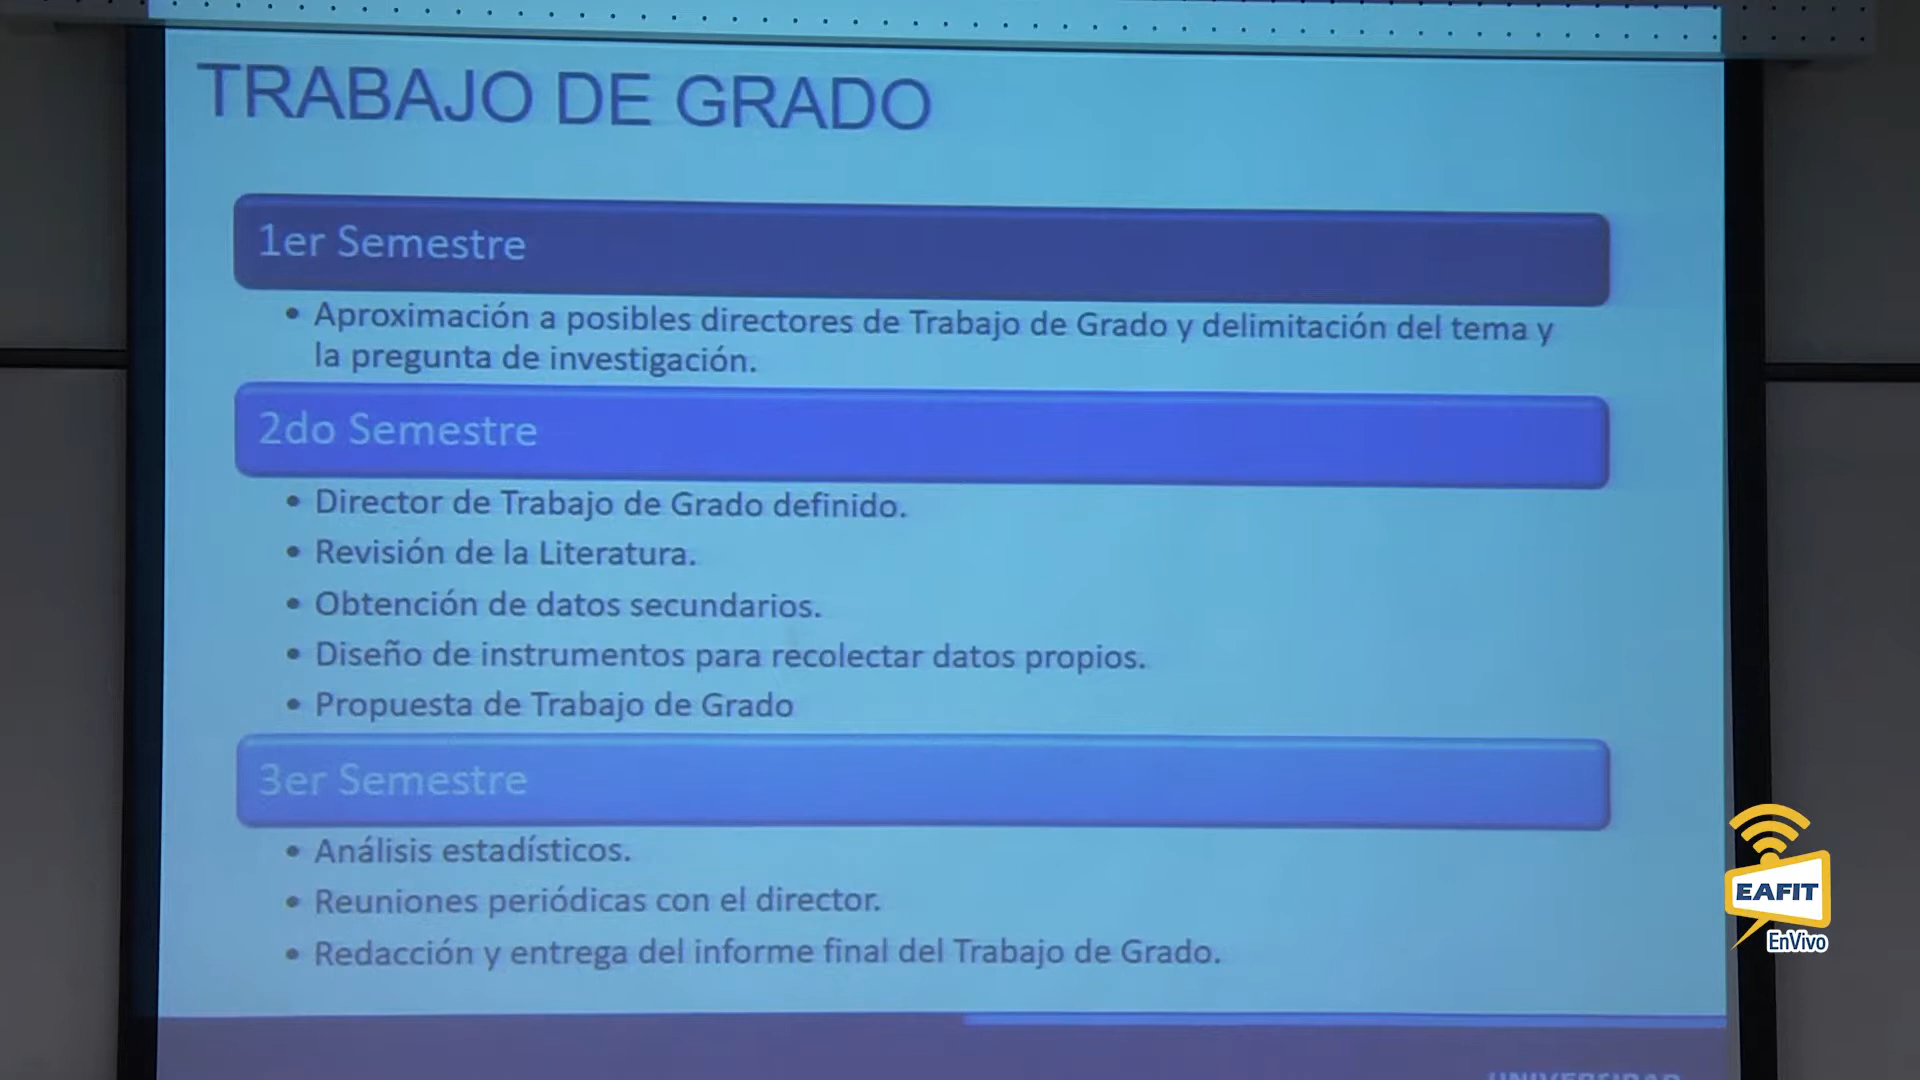 TRABAJO DE GRADO
1er Semestre
• Aproximación a posibles directores de Trabajo de Grado y delimitación del tema y
la pregunta de investigación.
2do Semestre
• Director de Trabajo de Grado definido.
• Revisión de la Literatura.
• Obtención de datos secundarios.
• Diseño de instrumentos para recolectar datos propios.
• Propuesta de Trabajo de Grado
3er Semestre
• Análisis estadísticos.
• Reuniones periódicas con el director.
• Redacción y entrega del informe final del Trabajo de Grado.
EAFIT
EnVivo